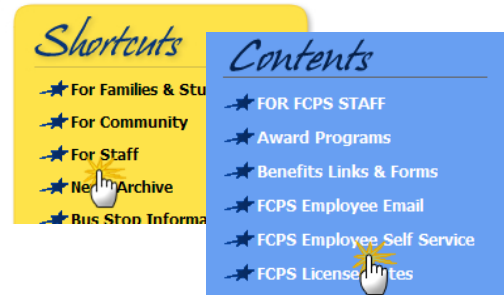 Shortcuts
For Families & Stu
For Community
For Staff
Archive
Bus Stop Informa
Contents
FOR FCPS STAFF
Award Programs
Benefits Links & Forms
FCPS Employee Email
FCPS Employee Self Service
FCPS License